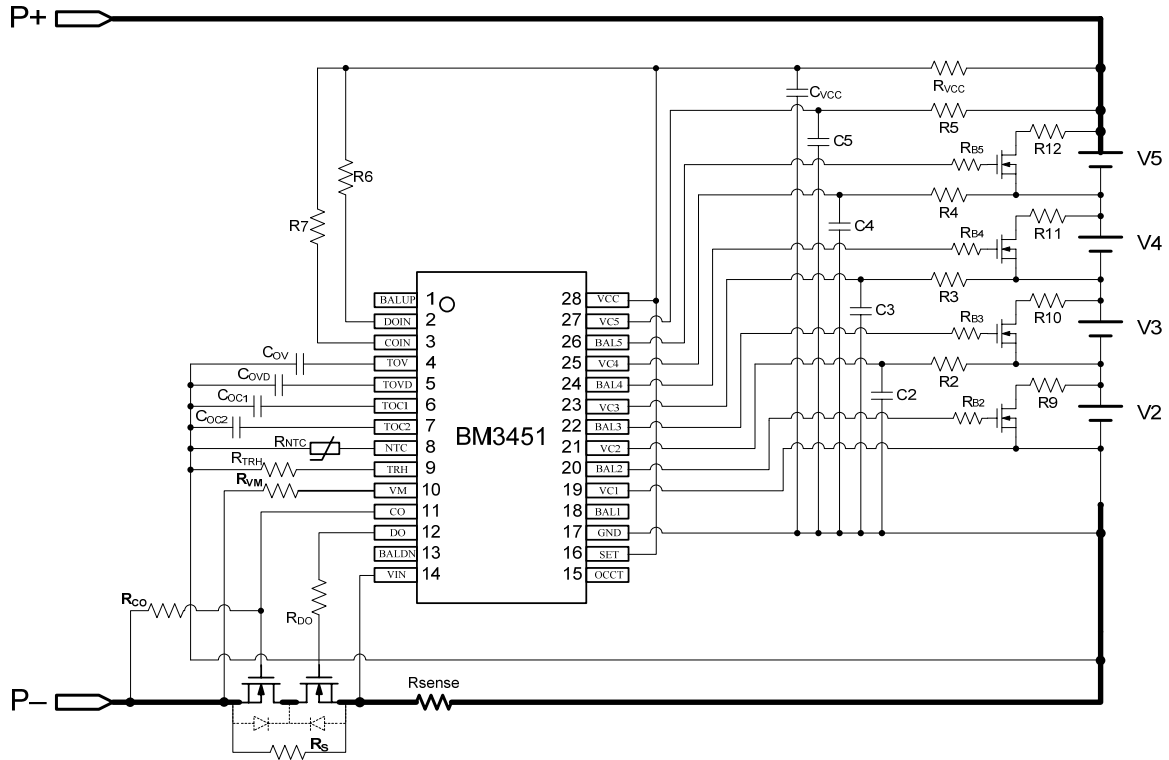 P+
RVCC
CVCC
R5
C5
R12
V5
RB5
R6
R4
C4
R11
V4
RB4
R7
R3
C3
R10
V3
RB3
R2
C2
R9
V2
RB2
BM3451
BALUP 1
DOIN 2
COIN 3
TOV 4
TOVD 5
TOC1 6
TOC2 7
NTC 8
TRH 9
VM 10
CO 11
DO 12
BALDN 13
VIN 14
28 VCC
27 VC5
26 BAL5
25 VC4
24 BAL4
23 VC3
22 BAL3
21 VC2
20 BAL2
19 VC1
18 BAL1
17 GND
16 SET
15 OCCT
COV
COVD
COC1
COC2
RNTC
RTRH
RVM
RCO
RDO
P–
Rsense
RS